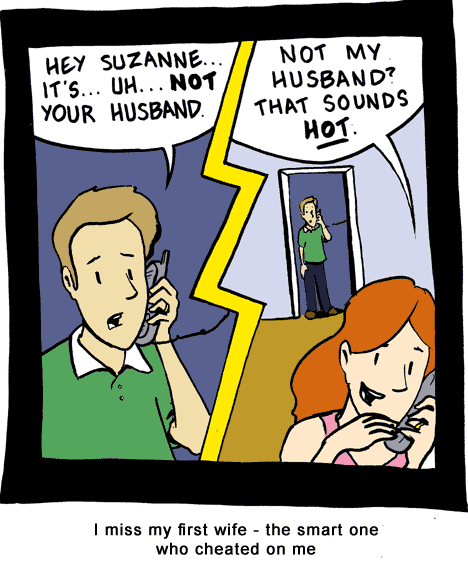 HEY SUZANNE...
IT'S... UH... NOT
YOUR HUSBAND.
NOT MY
HUSBAND?
THAT SOUNDS
HOT.
I miss my first wife - the smart one
who cheated on me